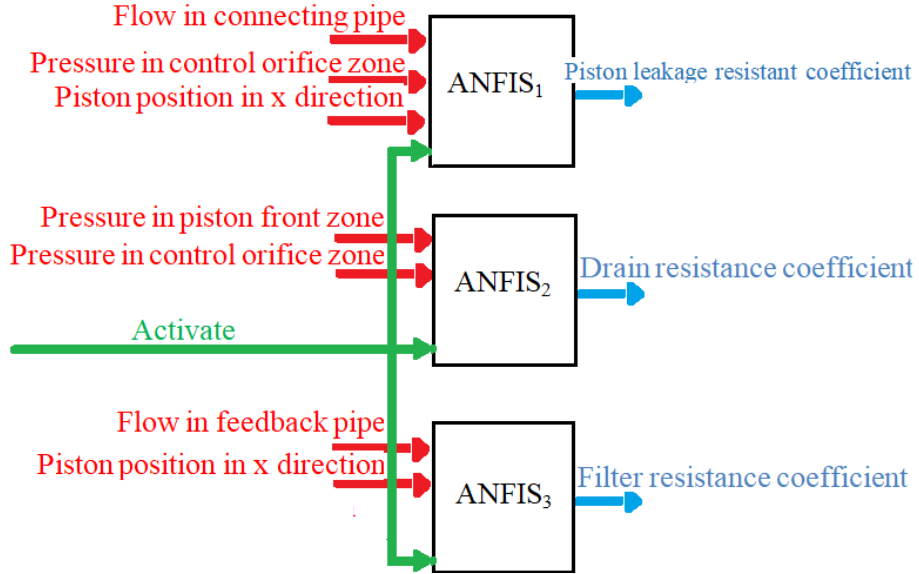 Flow in connecting pipe
Pressure in control orifice zone
Piston position in x direction
ANFIS₁
Piston leakage resistant coefficient
Pressure in piston front zone
Pressure in control orifice zone
ANFIS₂
Drain resistance coefficient
Activate
Flow in feedback pipe
Piston position in x direction
ANFIS₃
Filter resistance coefficient